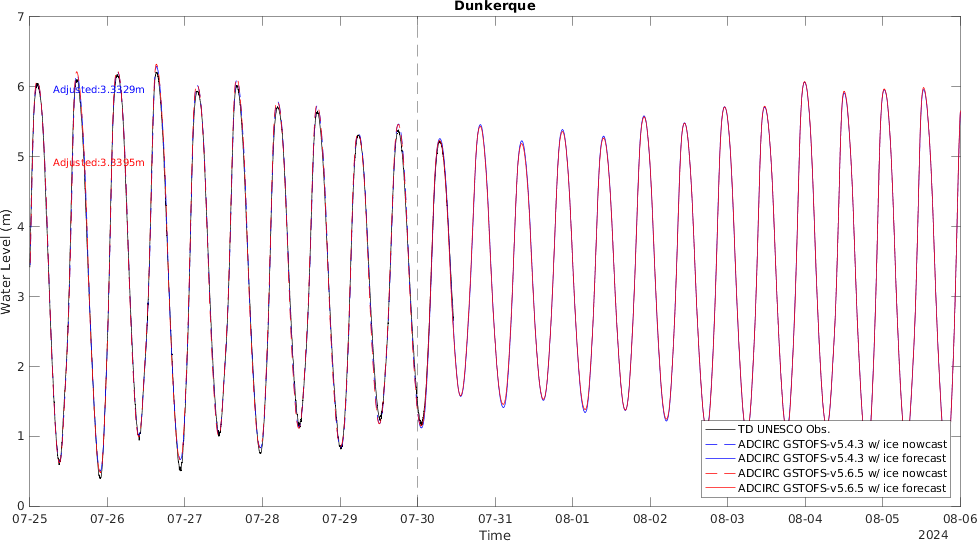 Dunkerque
7
6
5
4
3
2
1
0
Water Level (m)
Adjusted:3.3329m
Adjusted:3.3395m
TD UNESCO Obs.
ADCIRC GSTOFS-v5.4.3 w/ ice nowcast
ADCIRC GSTOFS-v5.4.3 w/ ice forecast
ADCIRC GSTOFS-v5.6.5 w/ ice nowcast
ADCIRC GSTOFS-v5.6.5 w/ ice forecast
07-25 07-26 07-27 07-28 07-29 07-30 07-31 08-01 08-02 08-03 08-04 08-05 08-06
Time
2024